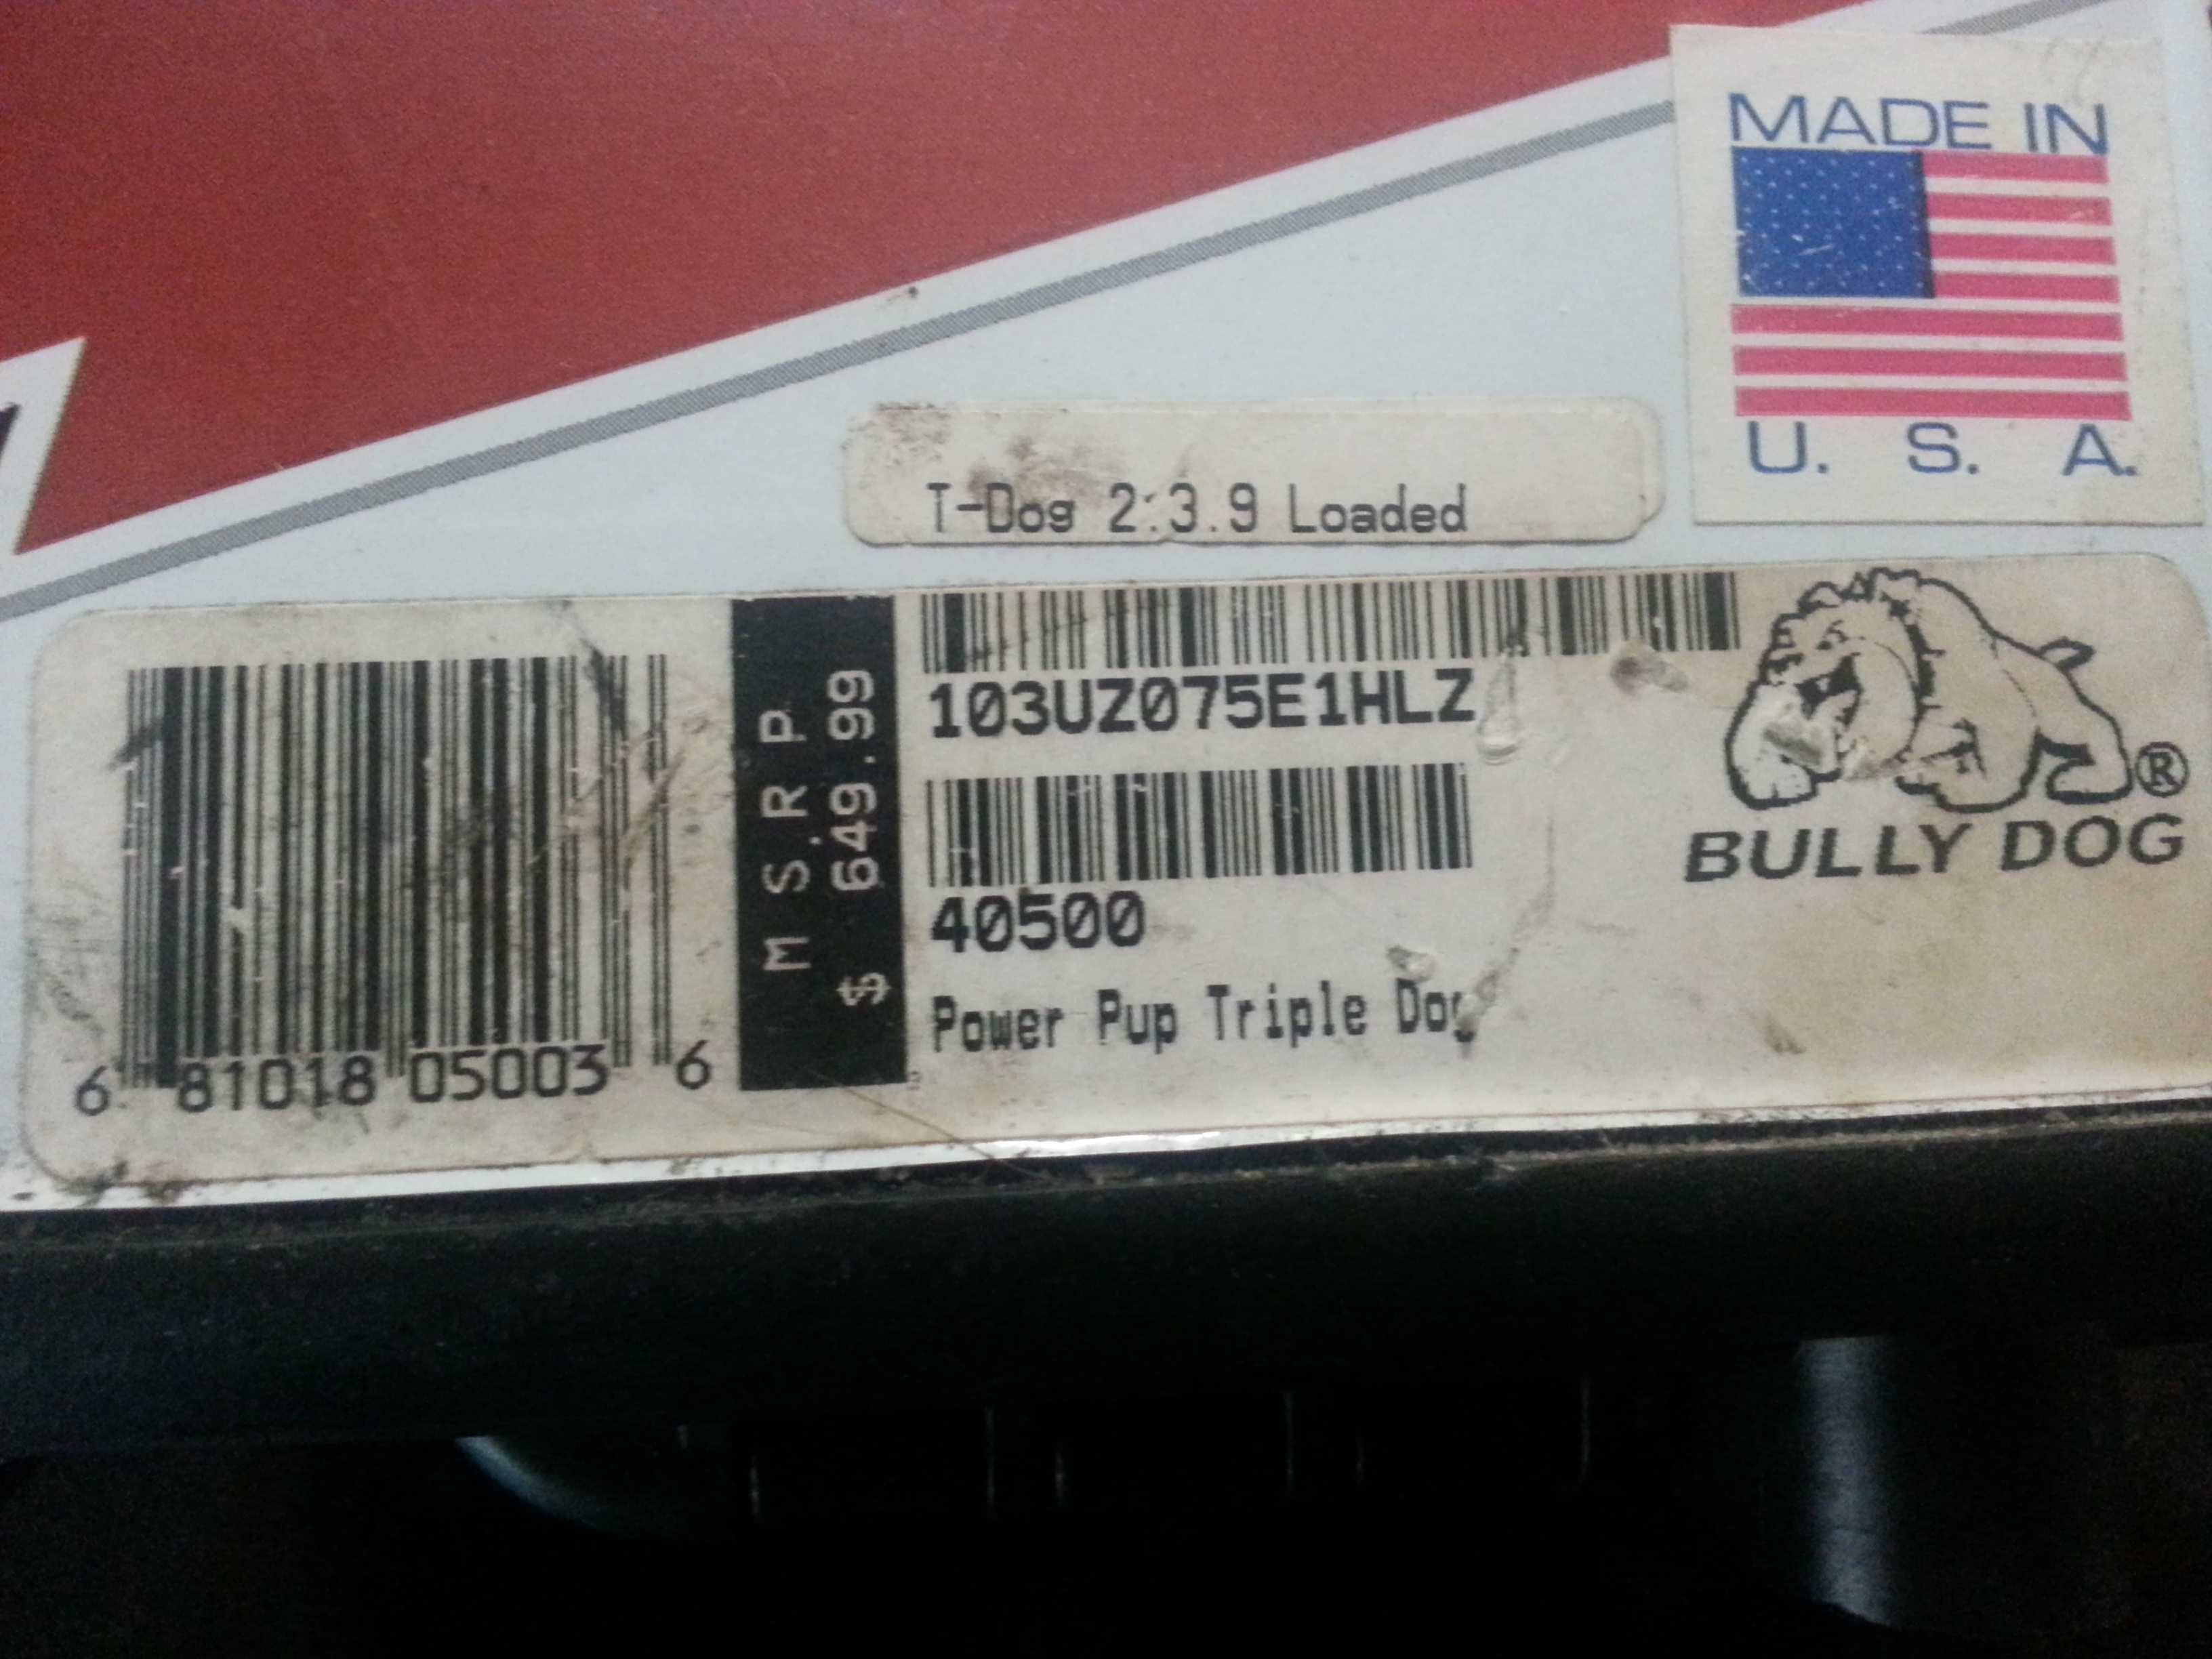 MADE IN
U. S. A.
T-Dog 2.3.9 Loaded
6 81018 05003 6
M S R P
$ 649.99
103UZ075E1HLZ
40500
Power Pup Triple Dog
®
BULLY DOG